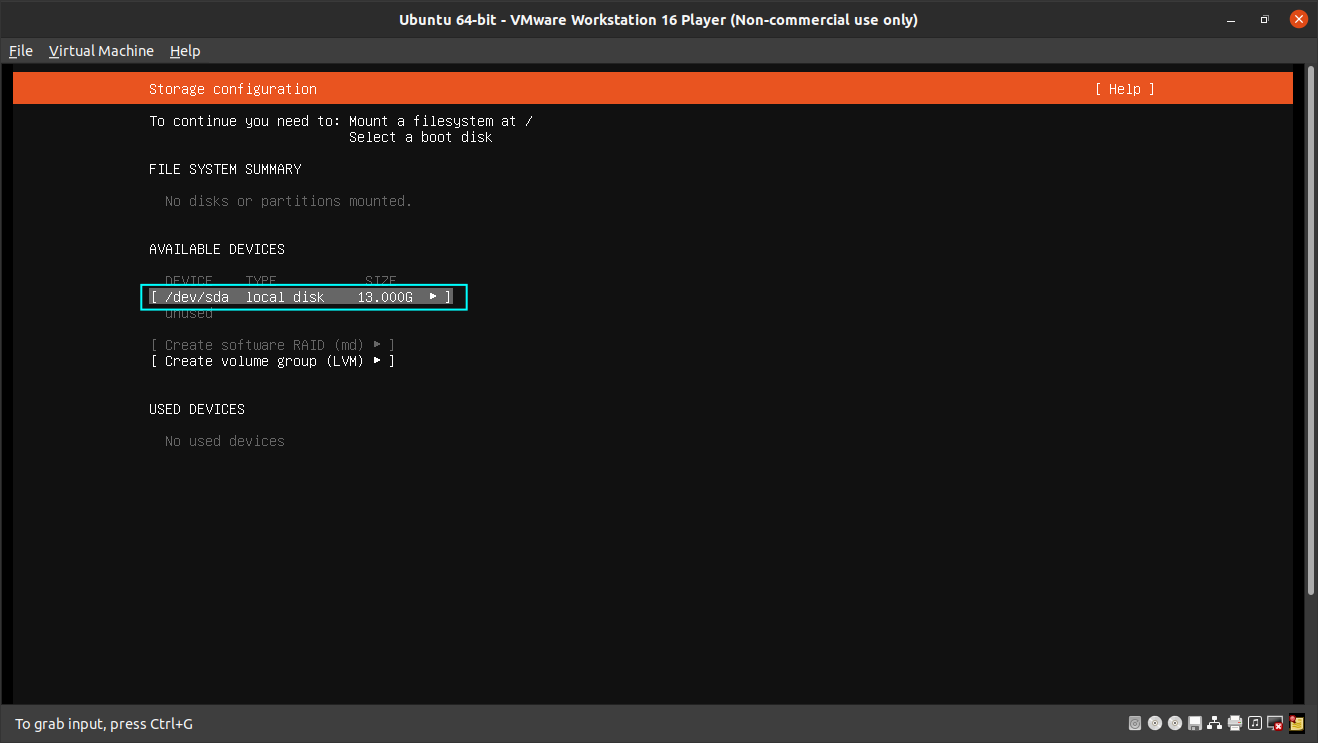 Ubuntu 64-bit - VMware Workstation 16 Player (Non-commercial use only)
File Virtual Machine Help
Storage configuration [ Help ]
To continue you need to: Mount a filesystem at /
Select a boot disk
FILE SYSTEM SUMMARY
No disks or partitions mounted.
AVAILABLE DEVICES
DEVICE TYPE SIZE
[ /dev/sda local disk 13.000G ▸ ]
unused
[ Create software RAID (md) ▸ ]
[ Create volume group (LVM) ▸ ]
USED DEVICES
No used devices
To grab input, press Ctrl+G